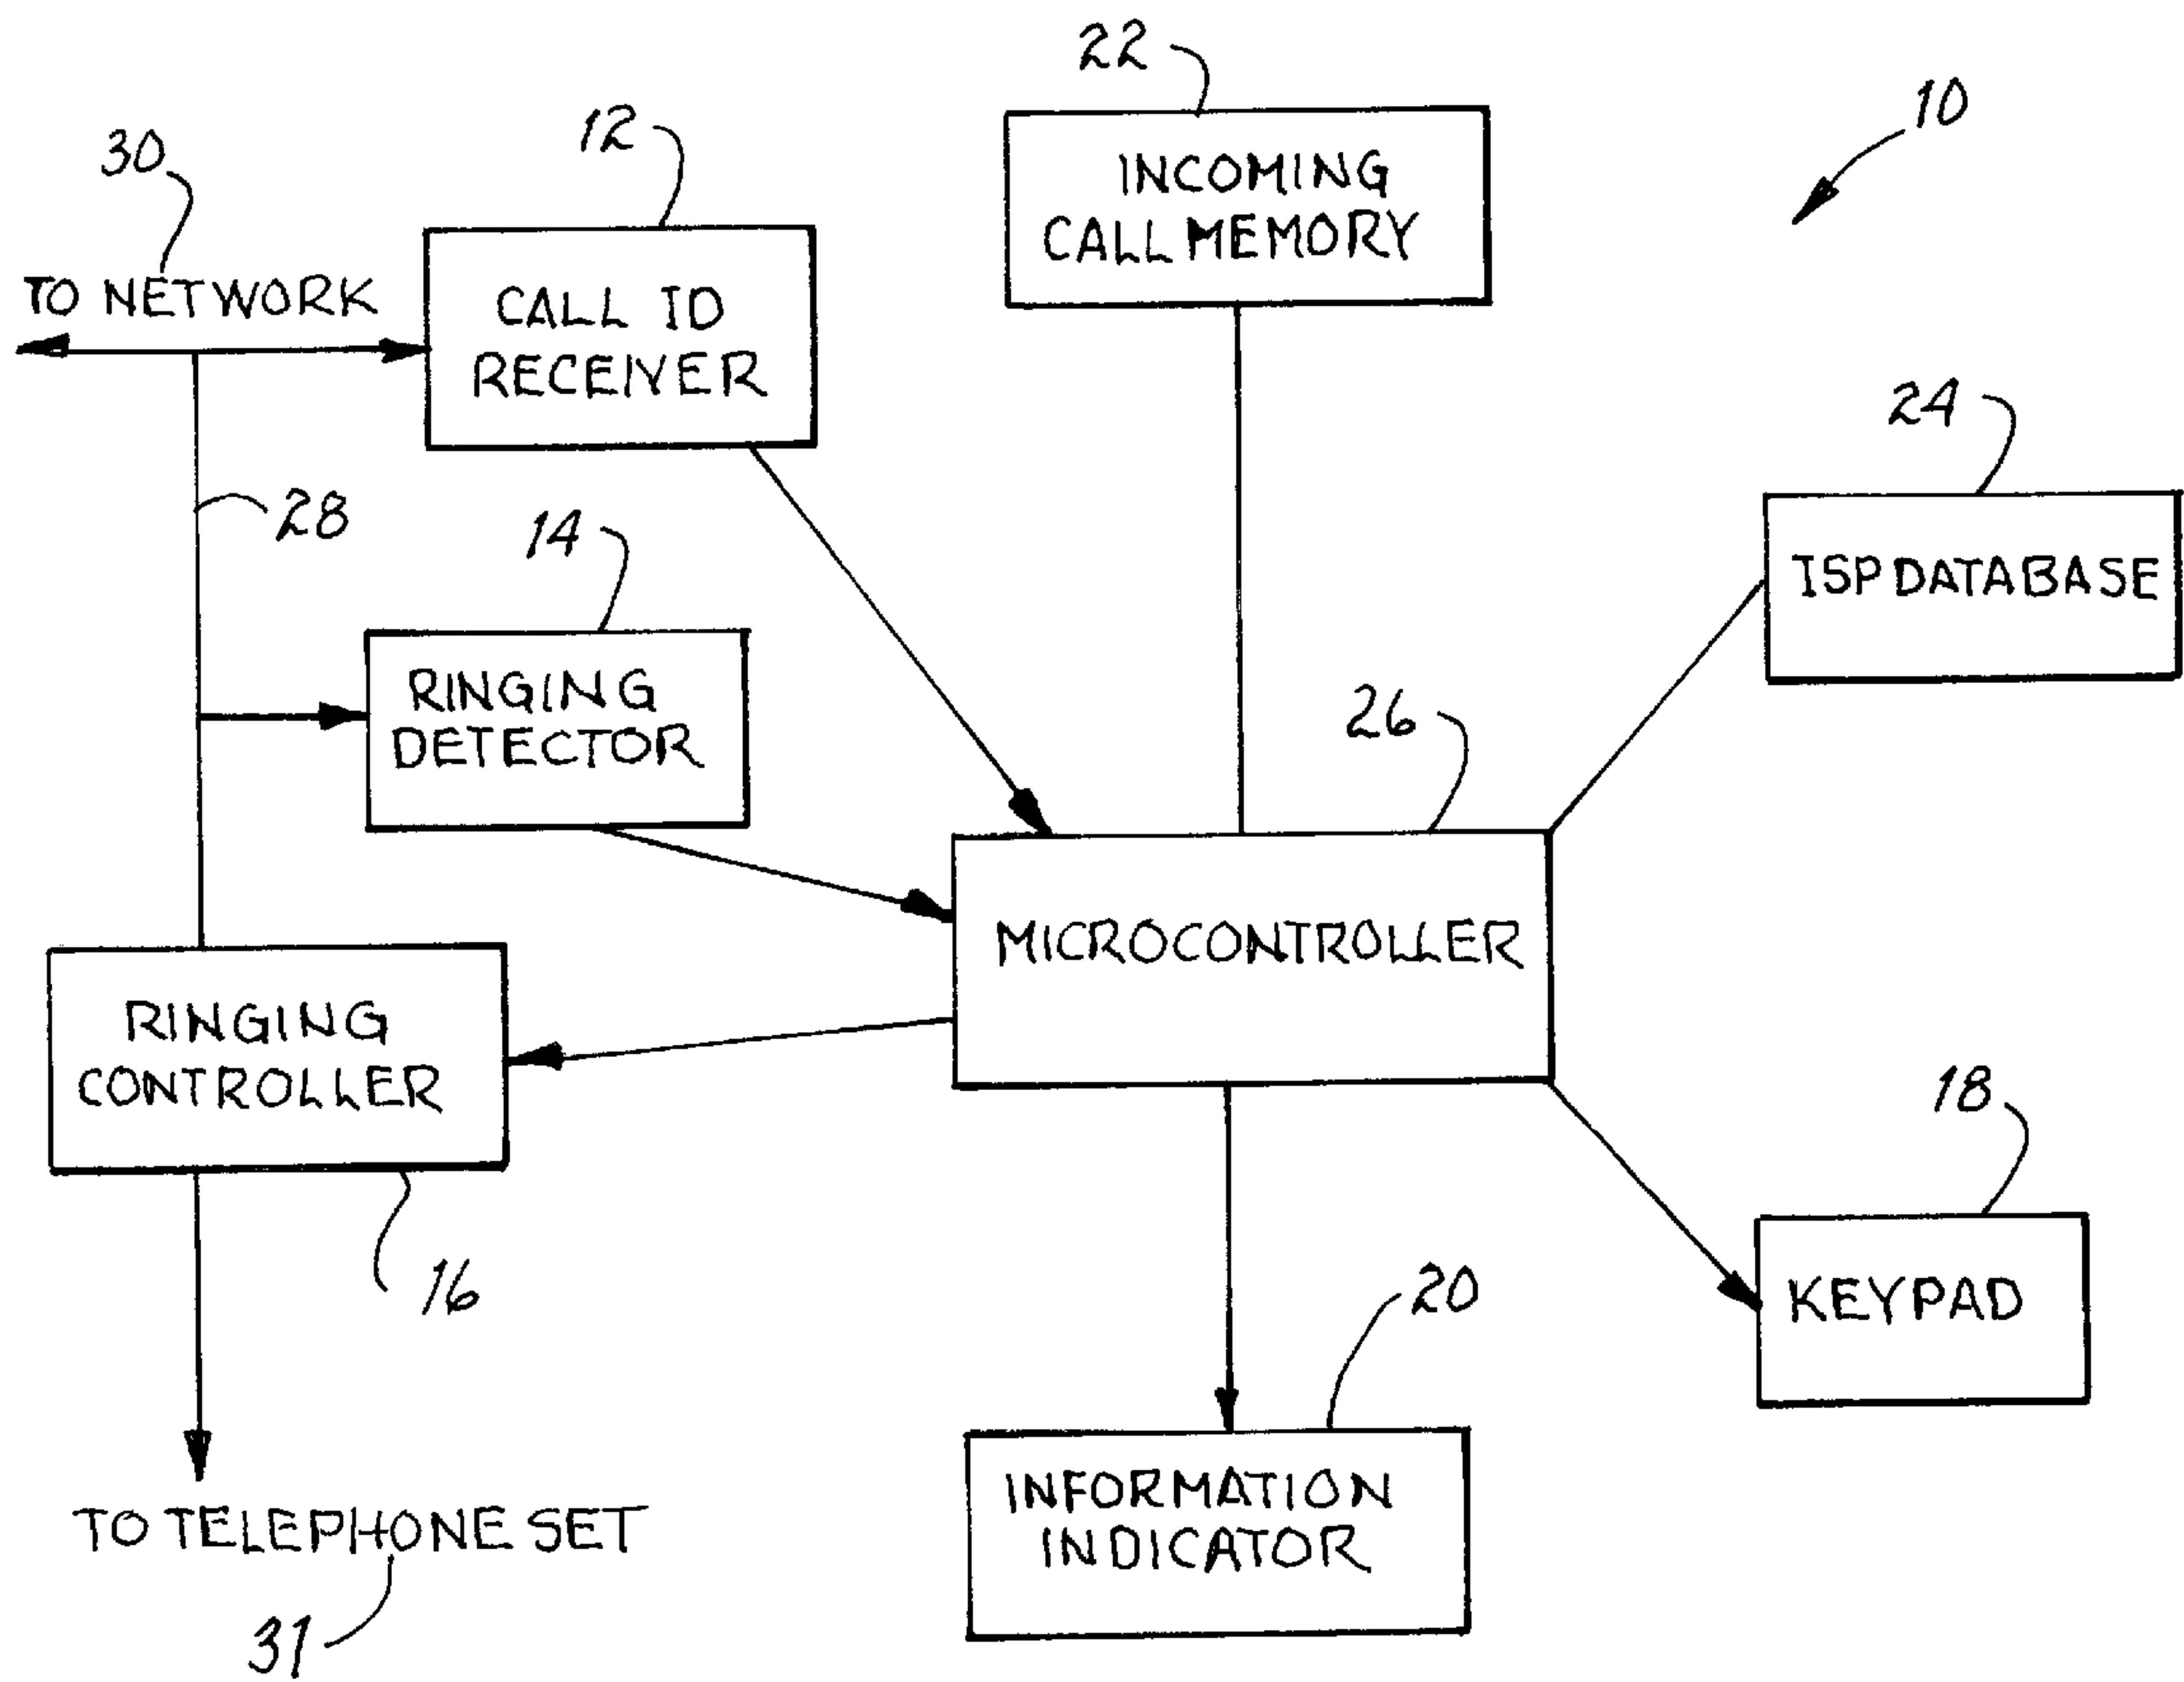 22
10
12
30
INCOMING
CALL MEMORY
TO NETWORK
CALL ID
RECEIVER
24
28
14
ISP DATABASE
RINGING
DETECTOR
26
MICROCONTROLLER
RINGING
CONTROLLER
18
16
20
KEYPAD
INFORMATION
INDICATOR
TO TELEPHONE SET
31